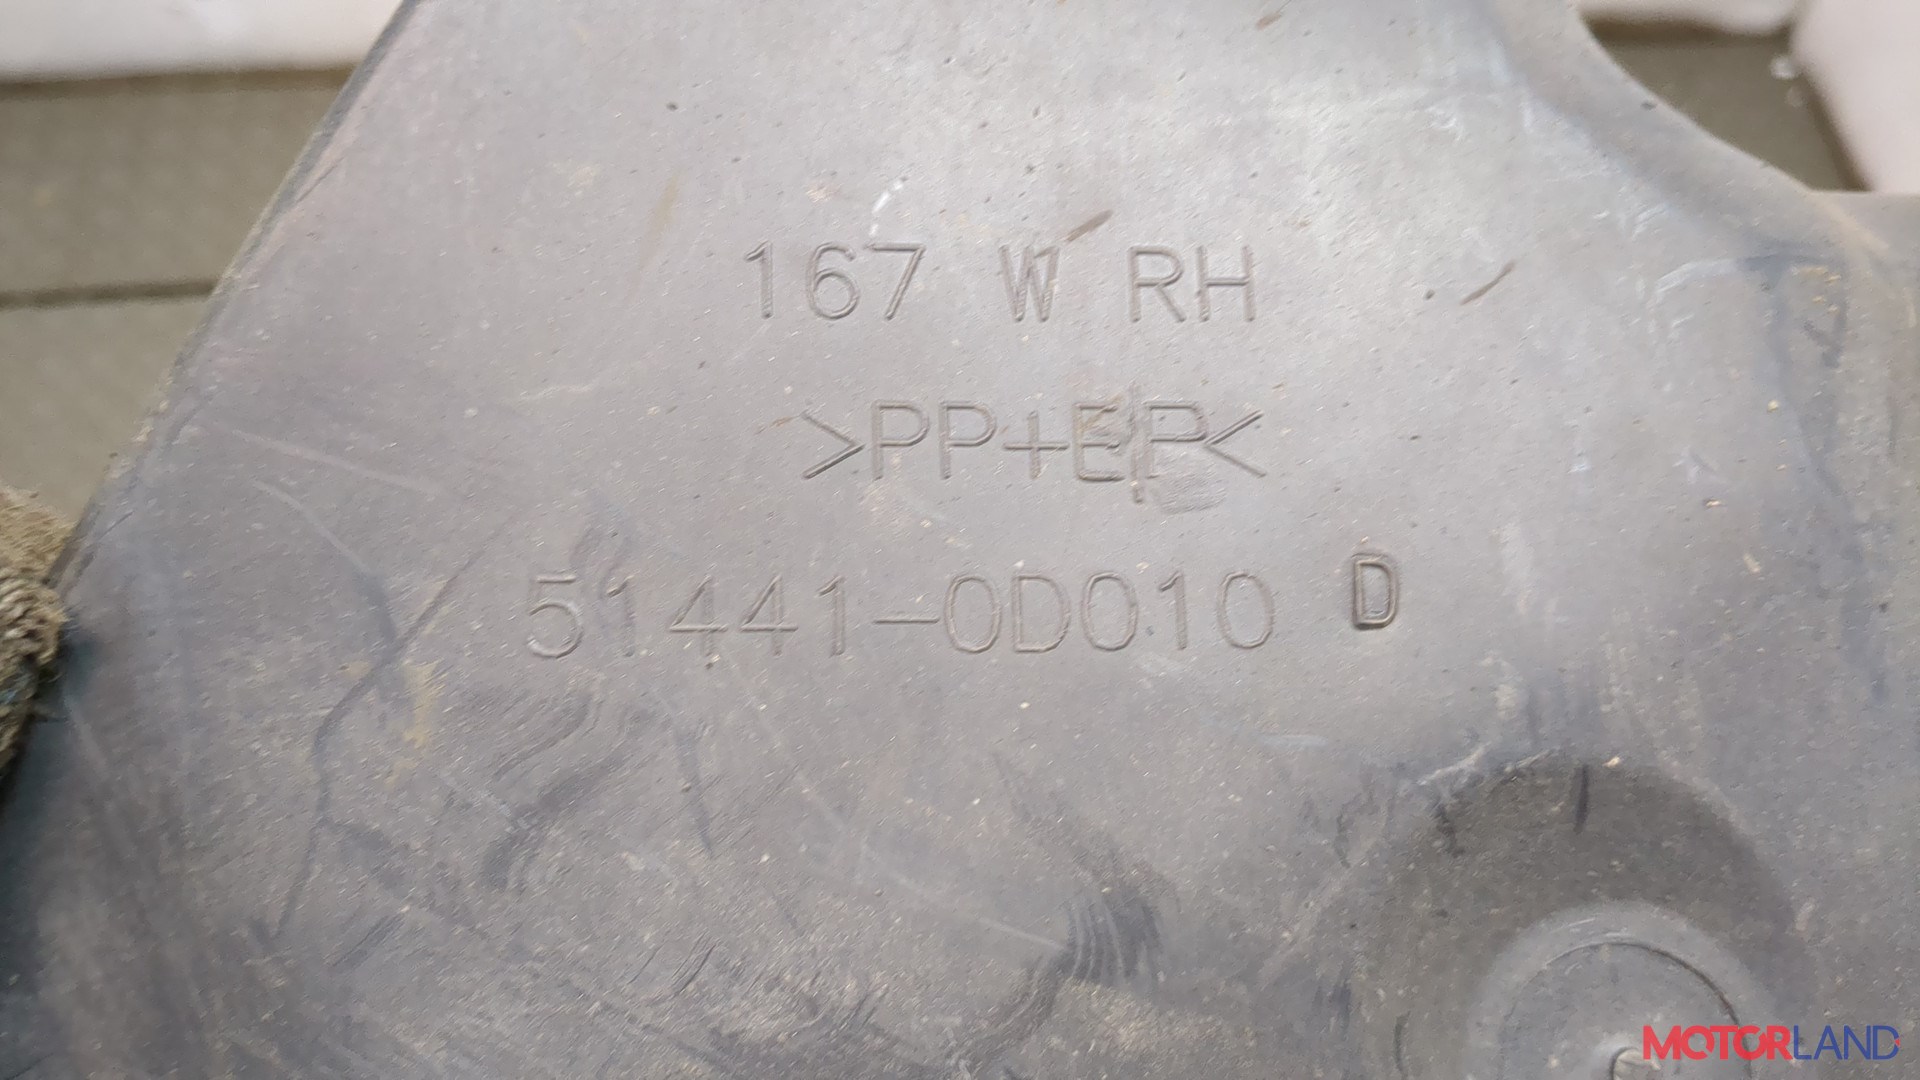 167 W RH
>PP+EP<
51441-0D010 D
MOTORLAND